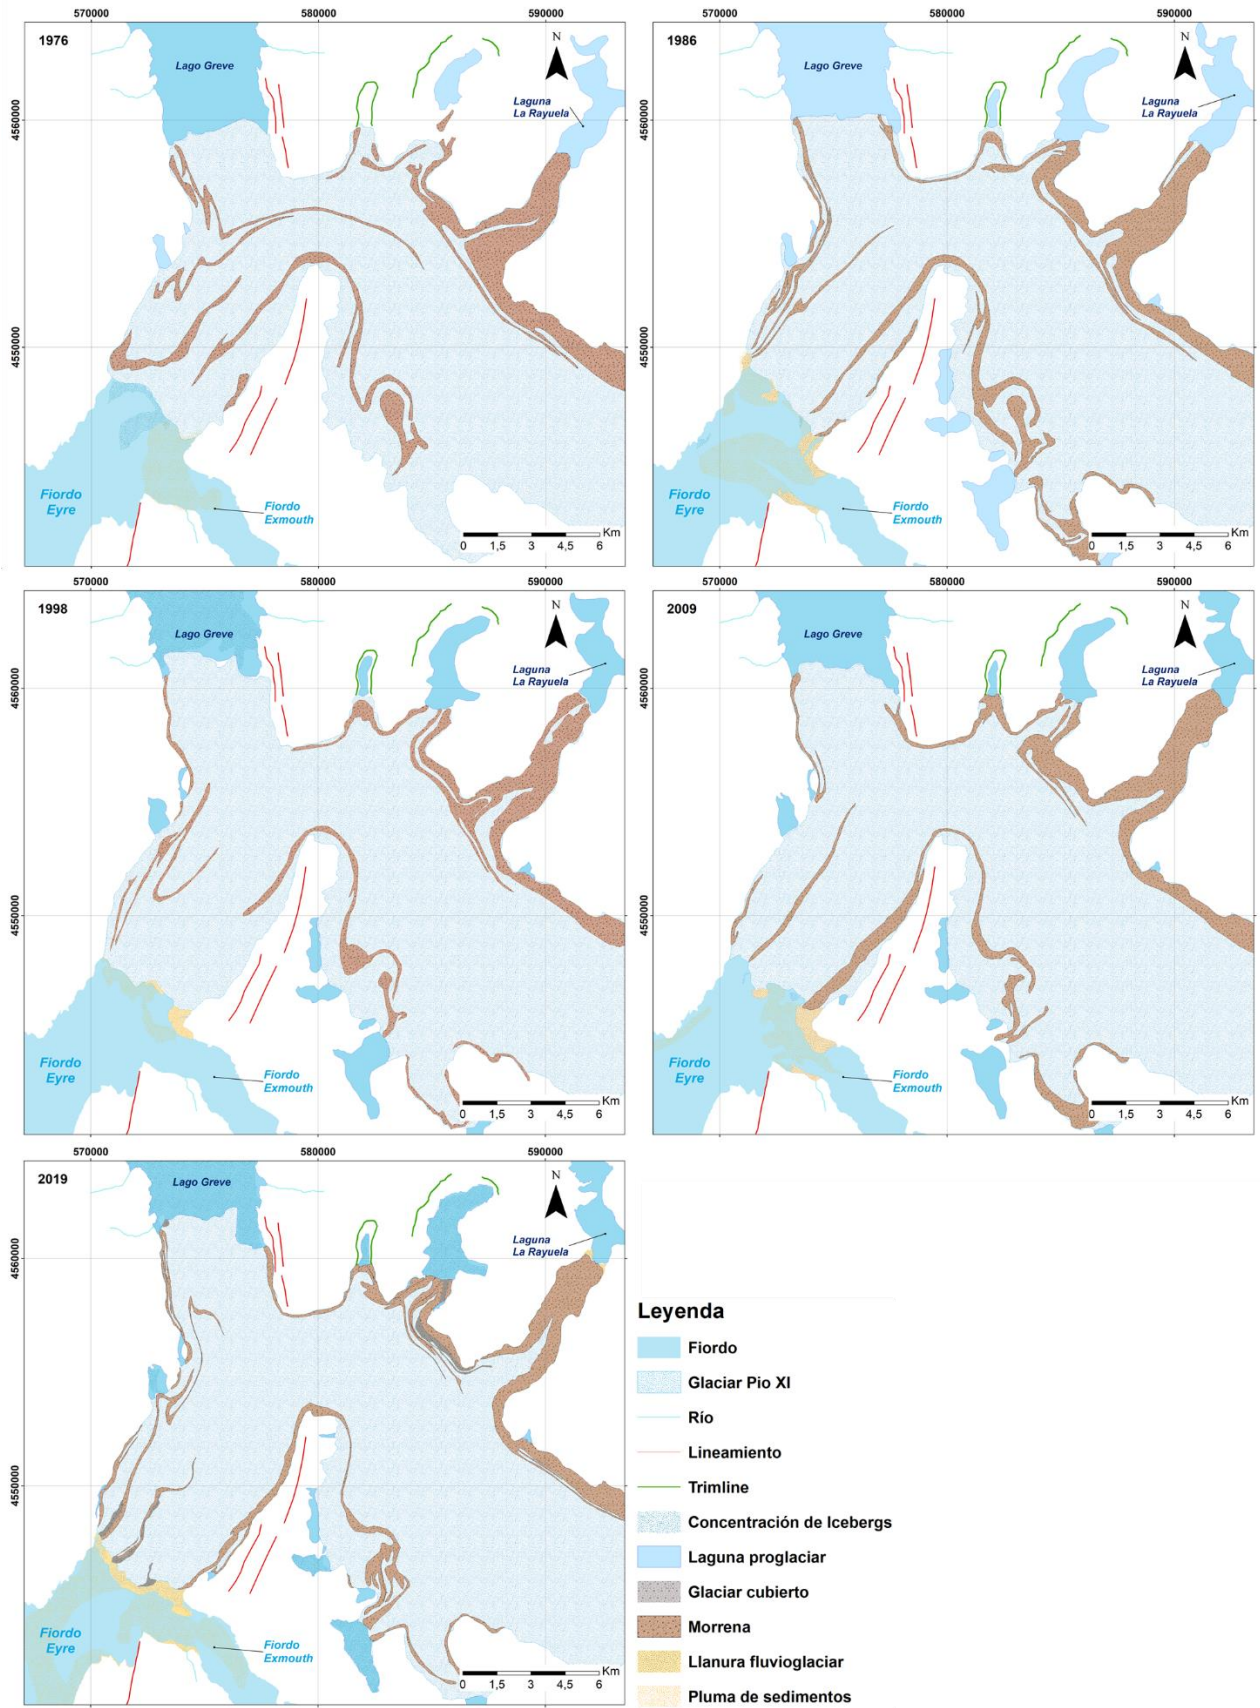 570000 580000 590000
1976
Lago Greve
N
Laguna
La Rayuela
4560000
4550000
Fiordo
Eyre
Fiordo
Exmouth
Km
0 1,5 3 4,5 6
570000 580000 590000
1986
Lago Greve
N
Laguna
La Rayuela
4560000
4550000
Fiordo
Eyre
Fiordo
Exmouth
Km
0 1,5 3 4,5 6
570000 580000 590000
1998
Lago Greve
N
Laguna
La Rayuela
4560000
4550000
Fiordo
Eyre
Fiordo
Exmouth
Km
0 1,5 3 4,5 6
570000 580000 590000
2009
Lago Greve
N
Laguna
La Rayuela
4560000
4550000
Fiordo
Eyre
Fiordo
Exmouth
Km
0 1,5 3 4,5 6
570000 580000 590000
2019
Lago Greve
N
Laguna
La Rayuela
4560000
4550000
Fiordo
Eyre
Fiordo
Exmouth
Km
0 1,5 3 4,5 6
Leyenda
Fiordo
Glaciar Pio XI
Río
Lineamiento
Trimline
Concentración de Icebergs
Laguna proglaciar
Glaciar cubierto
Morrena
Llanura fluvioglaciar
Pluma de sedimentos